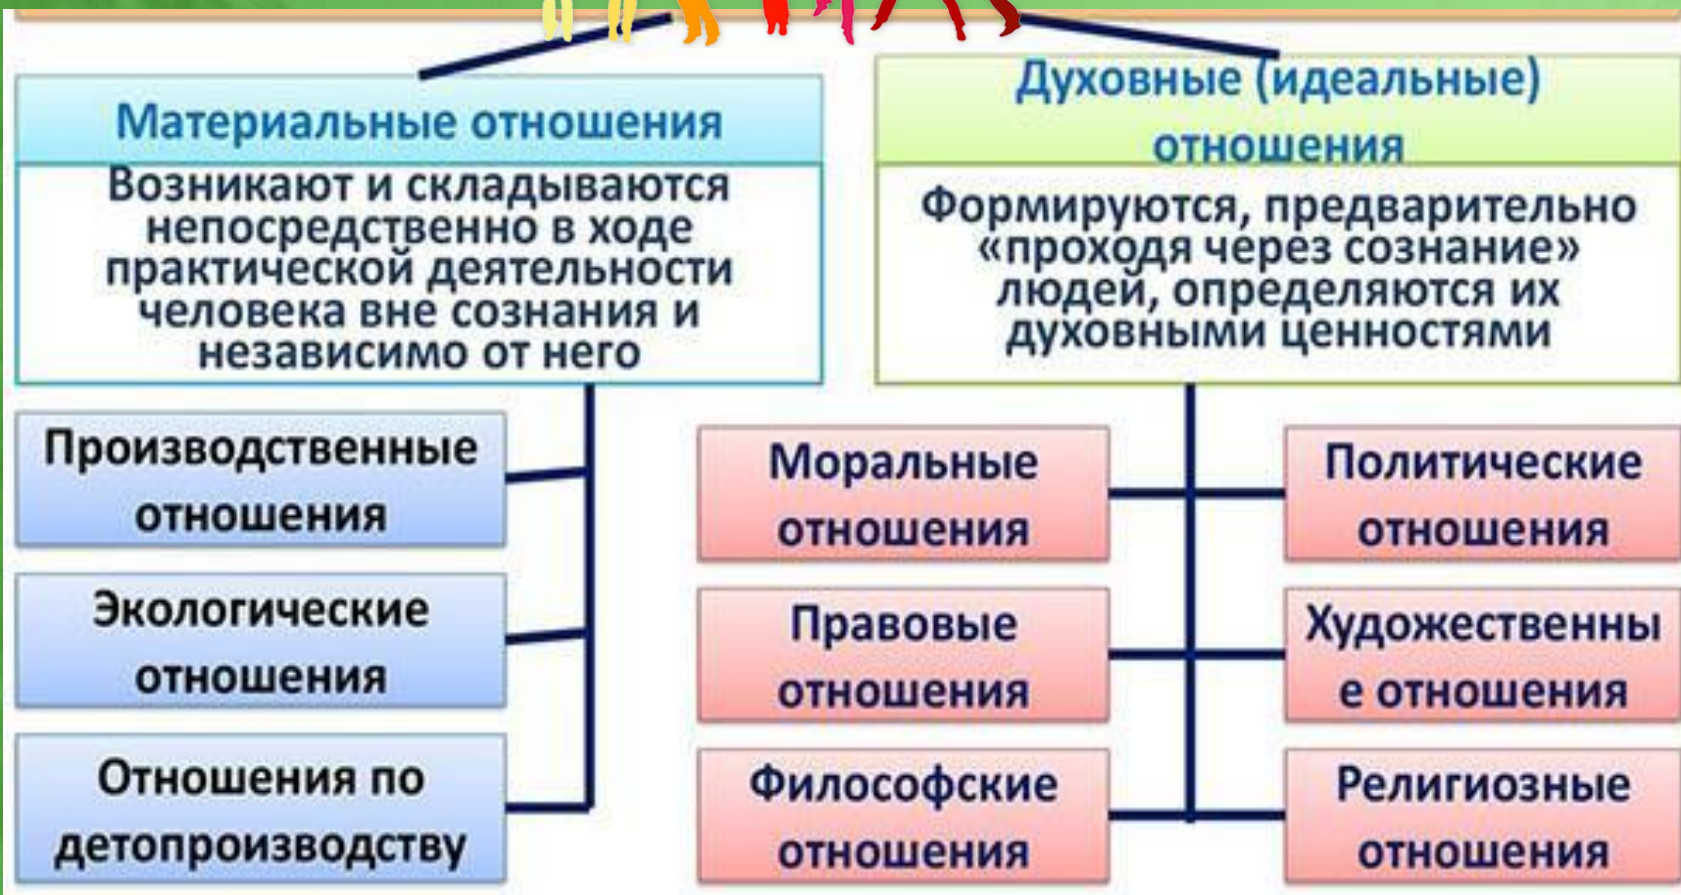 Материальные отношения
Возникают и складываются
непосредственно в ходе
практической деятельности
человека вне сознания и
независимо от него
Производственные
отношения
Экологические
отношения
Отношения по
детопроизводству
Духовные (идеальные)
отношения
Формируются, предварительно
«проходя через сознание»
людей, определяются их
духовными ценностями
Моральные
отношения
Правовые
отношения
Философские
отношения
Политические
отношения
Художественны
е отношения
Религиозные
отношения